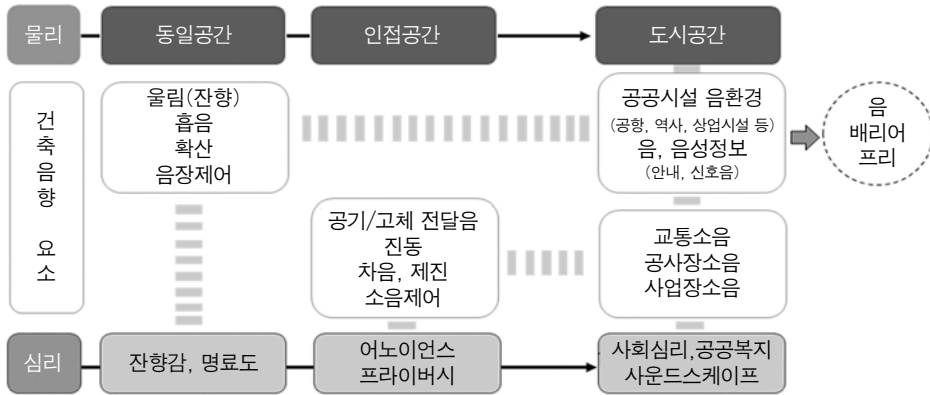 물리
동일공간
인접공간
도시공간
건축음향 요소
울림(잔향)
흡음
확산
음장제어
공기/고체 전달음
진동
차음, 제진
소음제어
공공시설 음환경
(공항, 역사, 상업시설 등)
음, 음성정보
(안내, 신호음)
음
배리어
프리
교통소음
공사장소음
사업장소음
심리
잔향감, 명료도
어노이언스
프라이버시
사회심리,공공복지
사운드스케이프